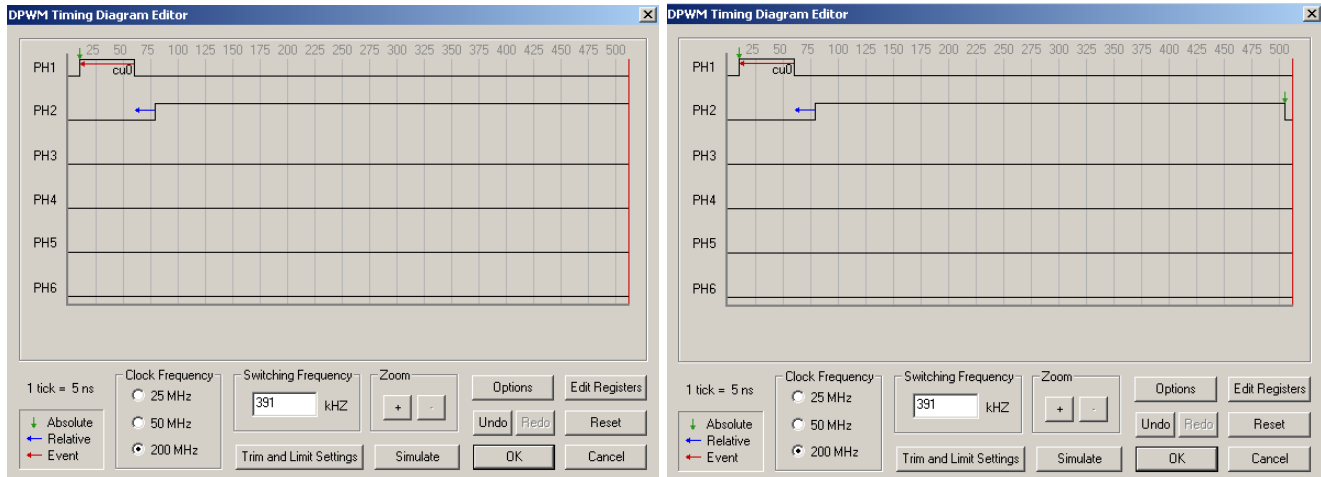 DPWM Timing Diagram Editor
25 50 75 100 125 150 175 200 225 250 275 300 325 350 375 400 425 450 475 500
PH1
cu0
PH2
PH3
PH4
PH5
PH6
1 tick = 5 ns
Absolute
Relative
Event
Clock Frequency
25 MHz
50 MHz
200 MHz
Switching Frequency
391 kHZ
Zoom
+ -
Options
Edit Registers
Undo Redo
Reset
Trim and Limit Settings
Simulate
OK
Cancel
DPWM Timing Diagram Editor
25 50 75 100 125 150 175 200 225 250 275 300 325 350 375 400 425 450 475 500
PH1
cu0
PH2
PH3
PH4
PH5
PH6
1 tick = 5 ns
Absolute
Relative
Event
Clock Frequency
25 MHz
50 MHz
200 MHz
Switching Frequency
391 kHZ
Zoom
+ -
Options
Edit Registers
Undo Redo
Reset
Trim and Limit Settings
Simulate
OK
Cancel